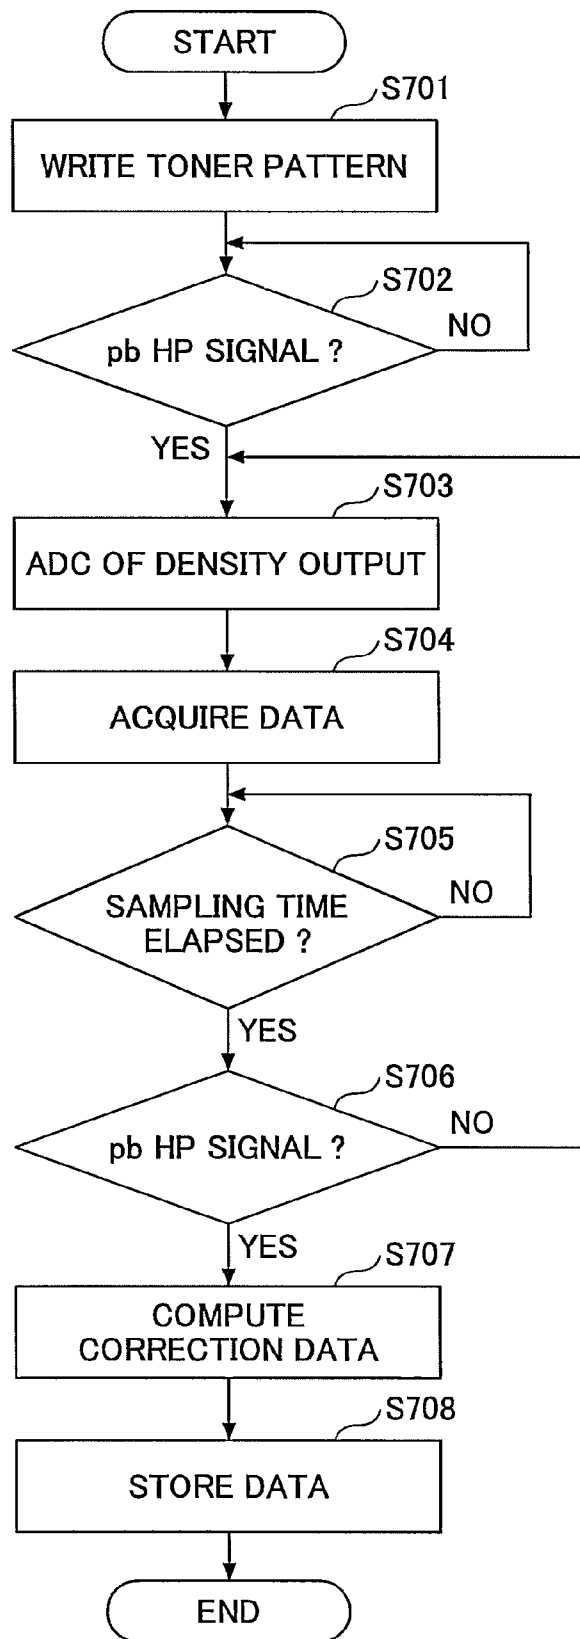 START
S701
WRITE TONER PATTERN
S702
pb HP SIGNAL ?
NO
YES
S703
ADC OF DENSITY OUTPUT
S704
ACQUIRE DATA
S705
SAMPLING TIME
ELAPSED ?
NO
YES
S706
pb HP SIGNAL ?
NO
YES
S707
COMPUTE
CORRECTION DATA
S708
STORE DATA
END